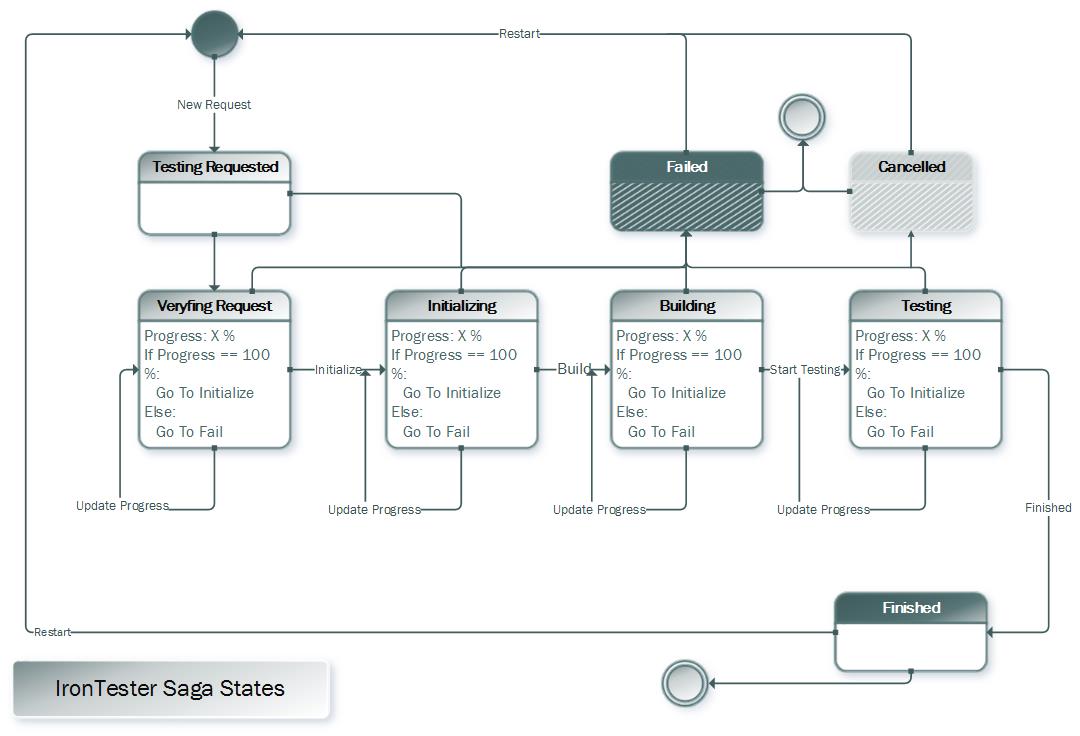 Restart
New Request
Testing Requested
Failed
Cancelled
Veryfing Request
Progress: X %
If Progress == 100
%:
Go To Initialize
Else:
Go To Fail
Initialize
Initializing
Progress: X %
If Progress == 100
%:
Go To Initialize
Else:
Go To Fail
Build
Building
Progress: X %
If Progress == 100
%:
Go To Initialize
Else:
Go To Fail
Start Testing
Testing
Progress: X %
If Progress == 100
%:
Go To Initialize
Else:
Go To Fail
Update Progress
Update Progress
Update Progress
Update Progress
Finished
Finished
Restart
IronTester Saga States